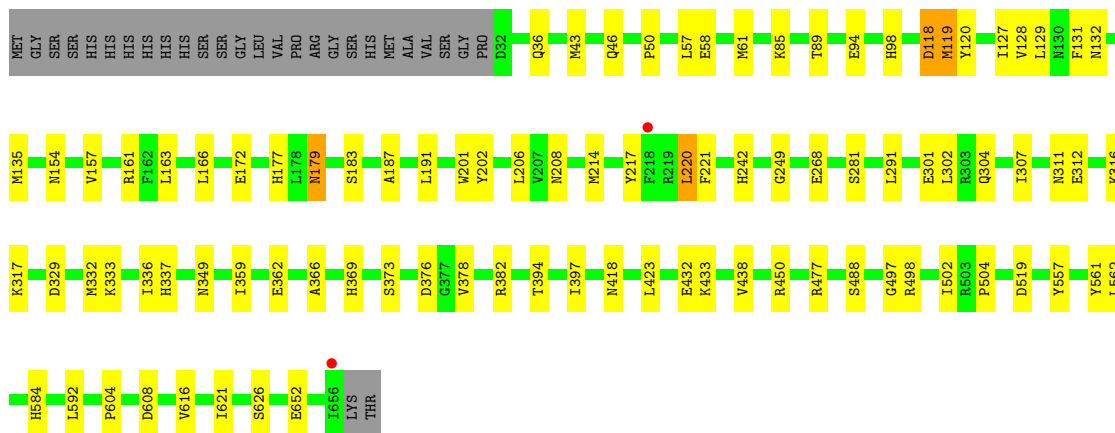 MET GLY SER SER HIS HIS HIS HIS HIS HIS SER SER GLY LEU VAL PRO ARG GLY SER HIS MET ALA VAL SER GLY PRO D32 Q36 M43 Q46 P50 L57 E58 M61 K85 T89 E94 H98 D118 M119 Y120 I127 V128 L129 N130 F131 N132
M135 N154 V157 R161 F162 L163 L166 E172 H177 L178 N179 S183 A187 L191 W201 Y202 L206 V207 N208 M214 Y217 F218 R219 L220 F221 H242 G249 E268 S281 L291 E301 L302 R303 Q304 I307 N311 E312 K316
K317 D329 M332 K333 I336 H337 N349 I359 E362 A366 H369 S373 D376 G377 V378 R382 T394 I397 N418 L423 E432 K433 V438 R450 R477 S488 G497 R498 I502 R503 P504 D519 Y557 Y561 L562
H584 L592 P604 D608 V616 I621 S626 E652 I656 LYS THR